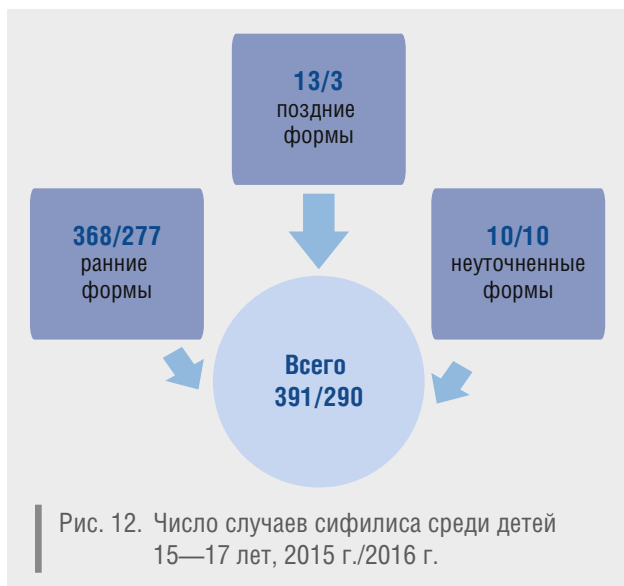 13/3
поздние
формы
368/277
ранние
формы
10/10
неуточненные
формы
Всего
391/290
Рис. 12. Число случаев сифилиса среди детей
15—17 лет, 2015 г./2016 г.